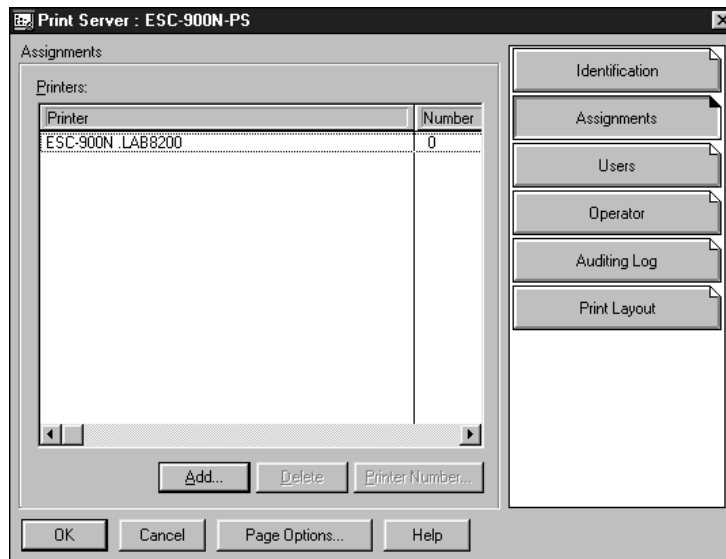 Print Server : ESC-900N-PS
Assignments
Printers:
Printer Number
ESC-900N .LAB8200 0
Add... Delete Printer Number...
OK Cancel Page Options... Help
Identification
Assignments
Users
Operator
Auditing Log
Print Layout